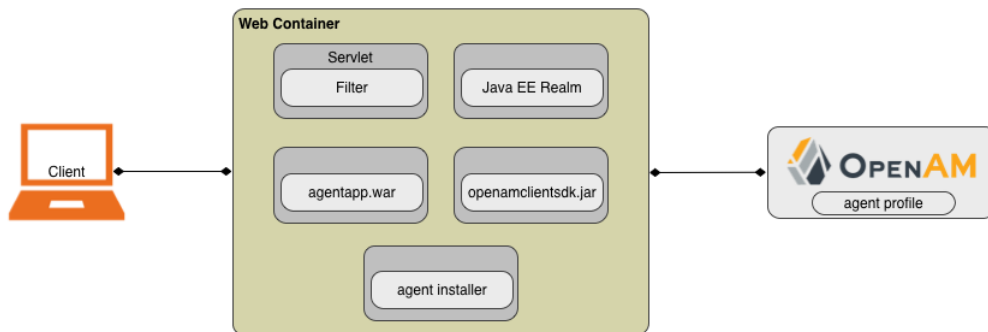 Web Container
Servlet
Filter
Java EE Realm
Client
agentapp.war
openamclientsdk.jar
OPENAM
agent profile
agent installer